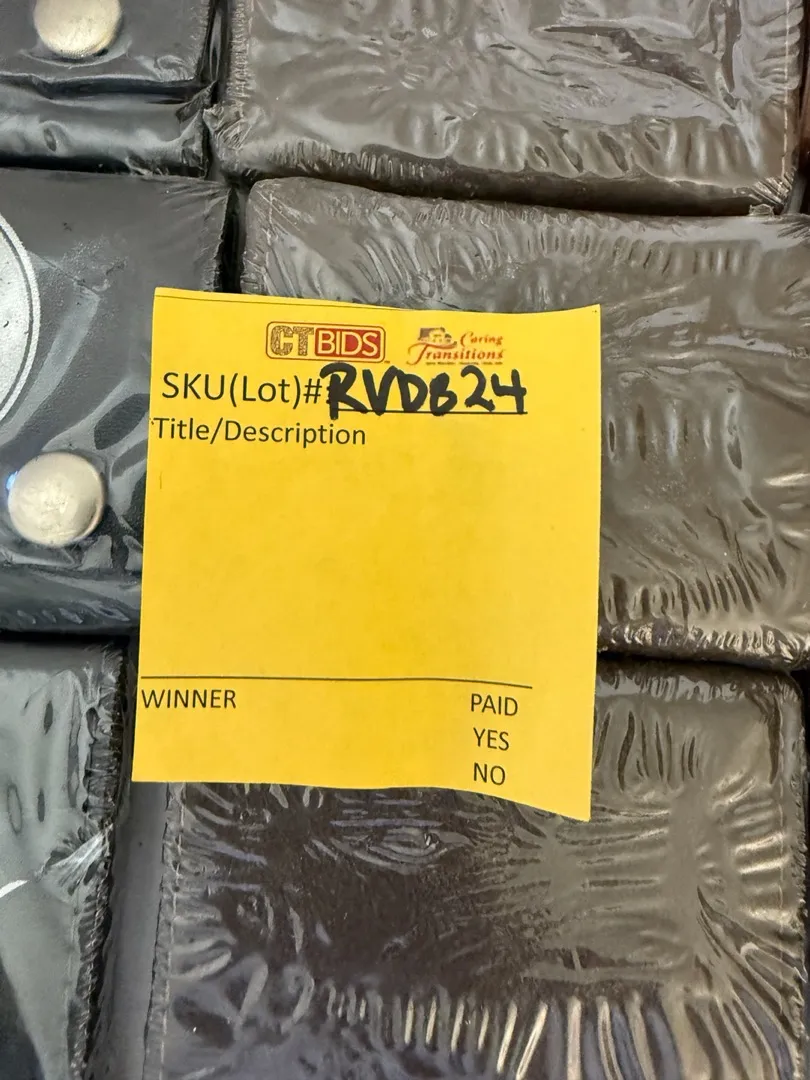 CTBIDS Caring Transitions
SKU(Lot)# RVDB24
Title/Description
WINNER PAID
YES
NO